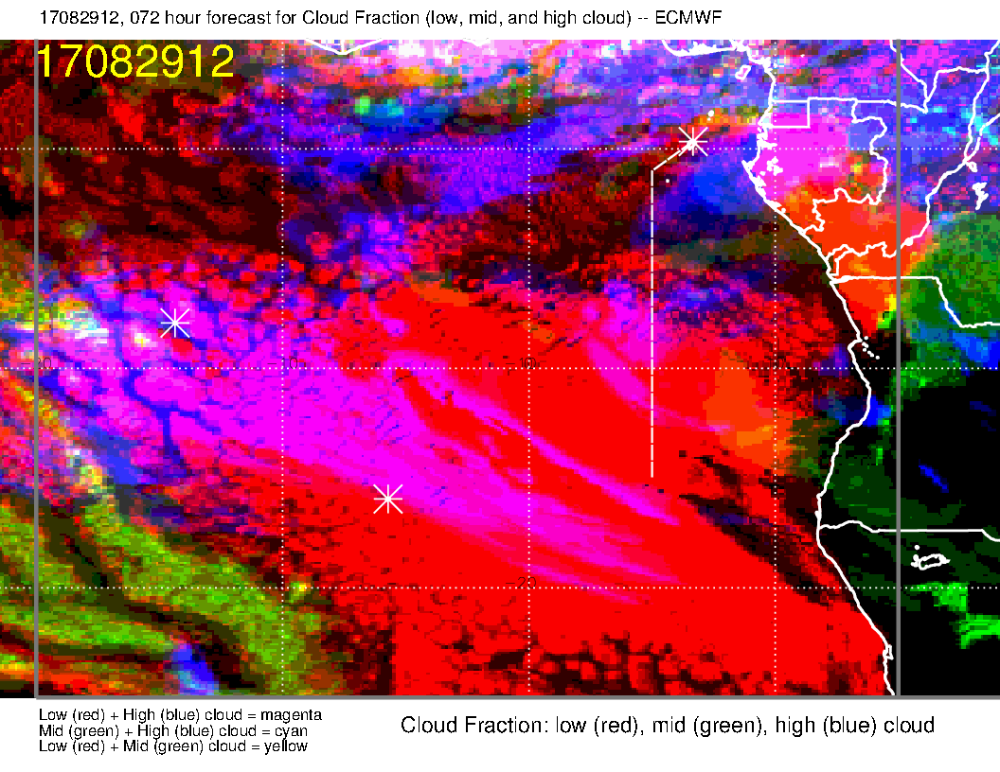 17082912, 072 hour forecast for Cloud Fraction (low, mid, and high cloud) -- ECMWF
17082912
Low (red) + High (blue) cloud = magenta
Mid (green) + High (blue) cloud = cyan
Low (red) + Mid (green) cloud = yellow
Cloud Fraction: low (red), mid (green), high (blue) cloud